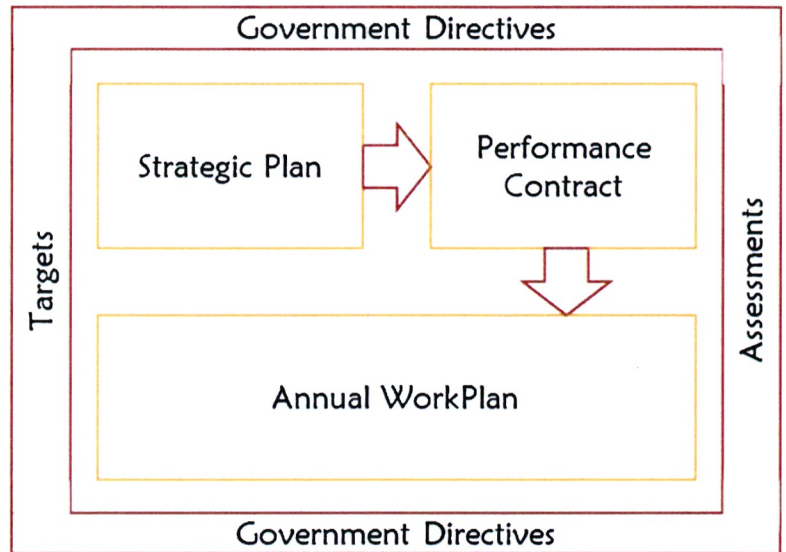 Government Directives
Strategic Plan
Performance
Contract
Targets
Assessments
Annual WorkPlan
Government Directives